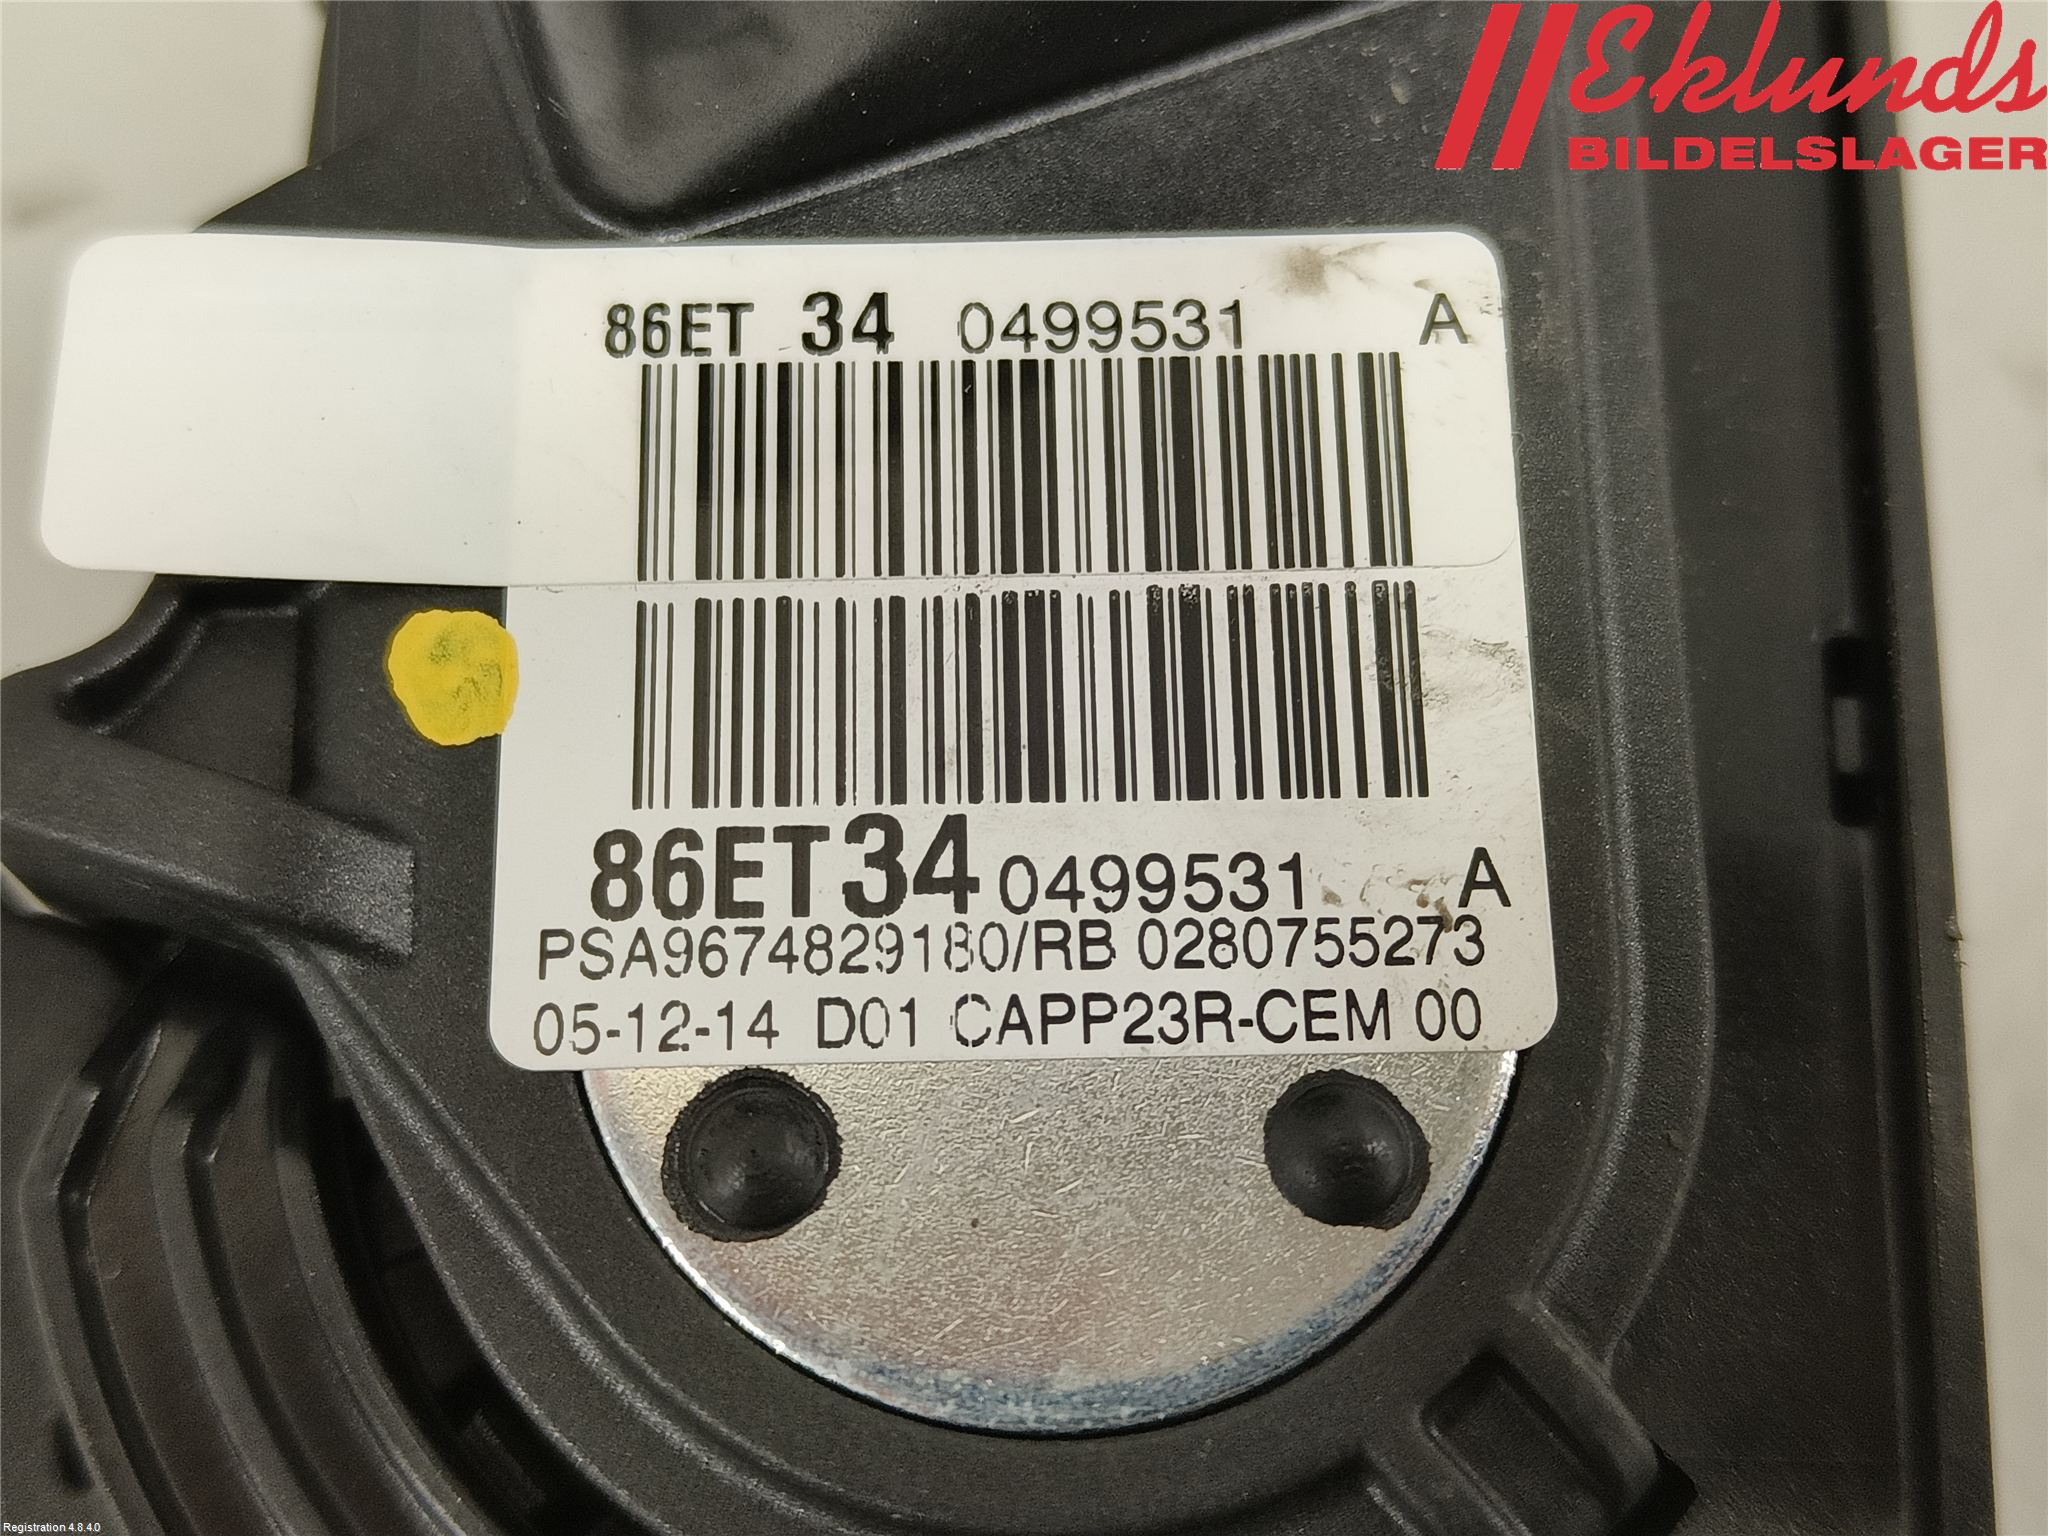 Eklunds
BILDELSLAGER
86ET 34 0499531 A
86ET34 0499531 A
PSA9674829180/RB 0280755273
05-12-14 D01 CAPP23R-CEM 00
Registration 4.8.4.0